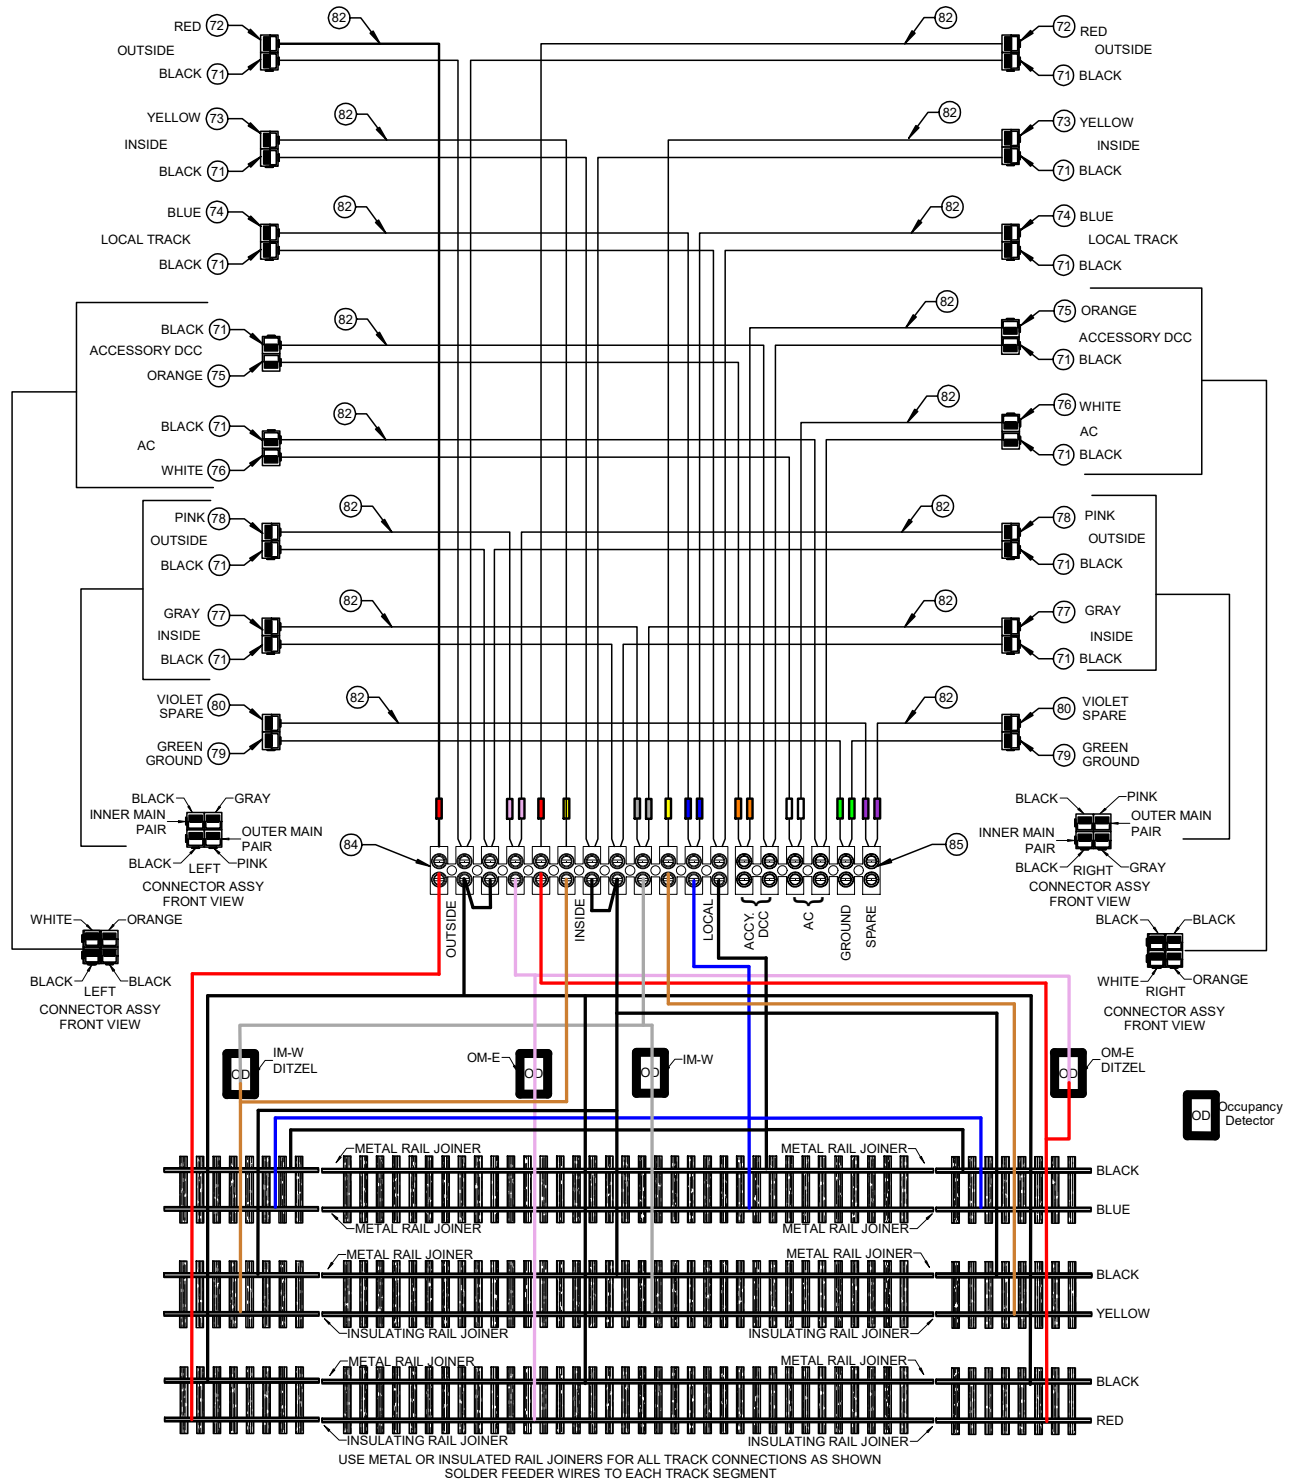 RED 72
OUTSIDE
BLACK 71
82
82
72 RED
OUTSIDE
71 BLACK
YELLOW 73
INSIDE
BLACK 71
82
82
73 YELLOW
INSIDE
71 BLACK
BLUE 74
LOCAL TRACK
BLACK 71
82
82
74 BLUE
LOCAL TRACK
71 BLACK
BLACK 71
ACCESSORY DCC
ORANGE 75
82
82
75 ORANGE
ACCESSORY DCC
71 BLACK
BLACK 71
AC
WHITE 76
82
82
76 WHITE
AC
71 BLACK
PINK 78
OUTSIDE
BLACK 71
82
82
78 PINK
OUTSIDE
71 BLACK
GRAY 77
INSIDE
BLACK 71
82
82
77 GRAY
INSIDE
71 BLACK
VIOLET
SPARE 80
GREEN
GROUND 79
82
82
80 VIOLET
SPARE
79 GREEN
GROUND
BLACK GRAY
INNER MAIN
PAIR
OUTER MAIN
PAIR
BLACK PINK
LEFT
CONNECTOR ASSY
FRONT VIEW
84
85
BLACK PINK
OUTER MAIN
PAIR
INNER MAIN
PAIR
BLACK GRAY
RIGHT
CONNECTOR ASSY
FRONT VIEW
WHITE ORANGE
BLACK BLACK
LEFT
CONNECTOR ASSY
FRONT VIEW
OUTSIDE
INSIDE
LOCAL
ACCY.
DCC
AC
GROUND
SPARE
BLACK BLACK
WHITE ORANGE
RIGHT
CONNECTOR ASSY
FRONT VIEW
OD
IM-W
DITZEL
OM-E
OD
OD
IM-W
OD
OM-E
DITZEL
OD
Occupancy
Detector
METAL RAIL JOINER
METAL RAIL JOINER
BLACK
BLUE
METAL RAIL JOINER
METAL RAIL JOINER
METAL RAIL JOINER
METAL RAIL JOINER
BLACK
YELLOW
INSULATING RAIL JOINER
INSULATING RAIL JOINER
METAL RAIL JOINER
METAL RAIL JOINER
BLACK
RED
INSULATING RAIL JOINER
INSULATING RAIL JOINER
USE METAL OR INSULATED RAIL JOINERS FOR ALL TRACK CONNECTIONS AS SHOWN
SOLDER FEEDER WIRES TO EACH TRACK SEGMENT